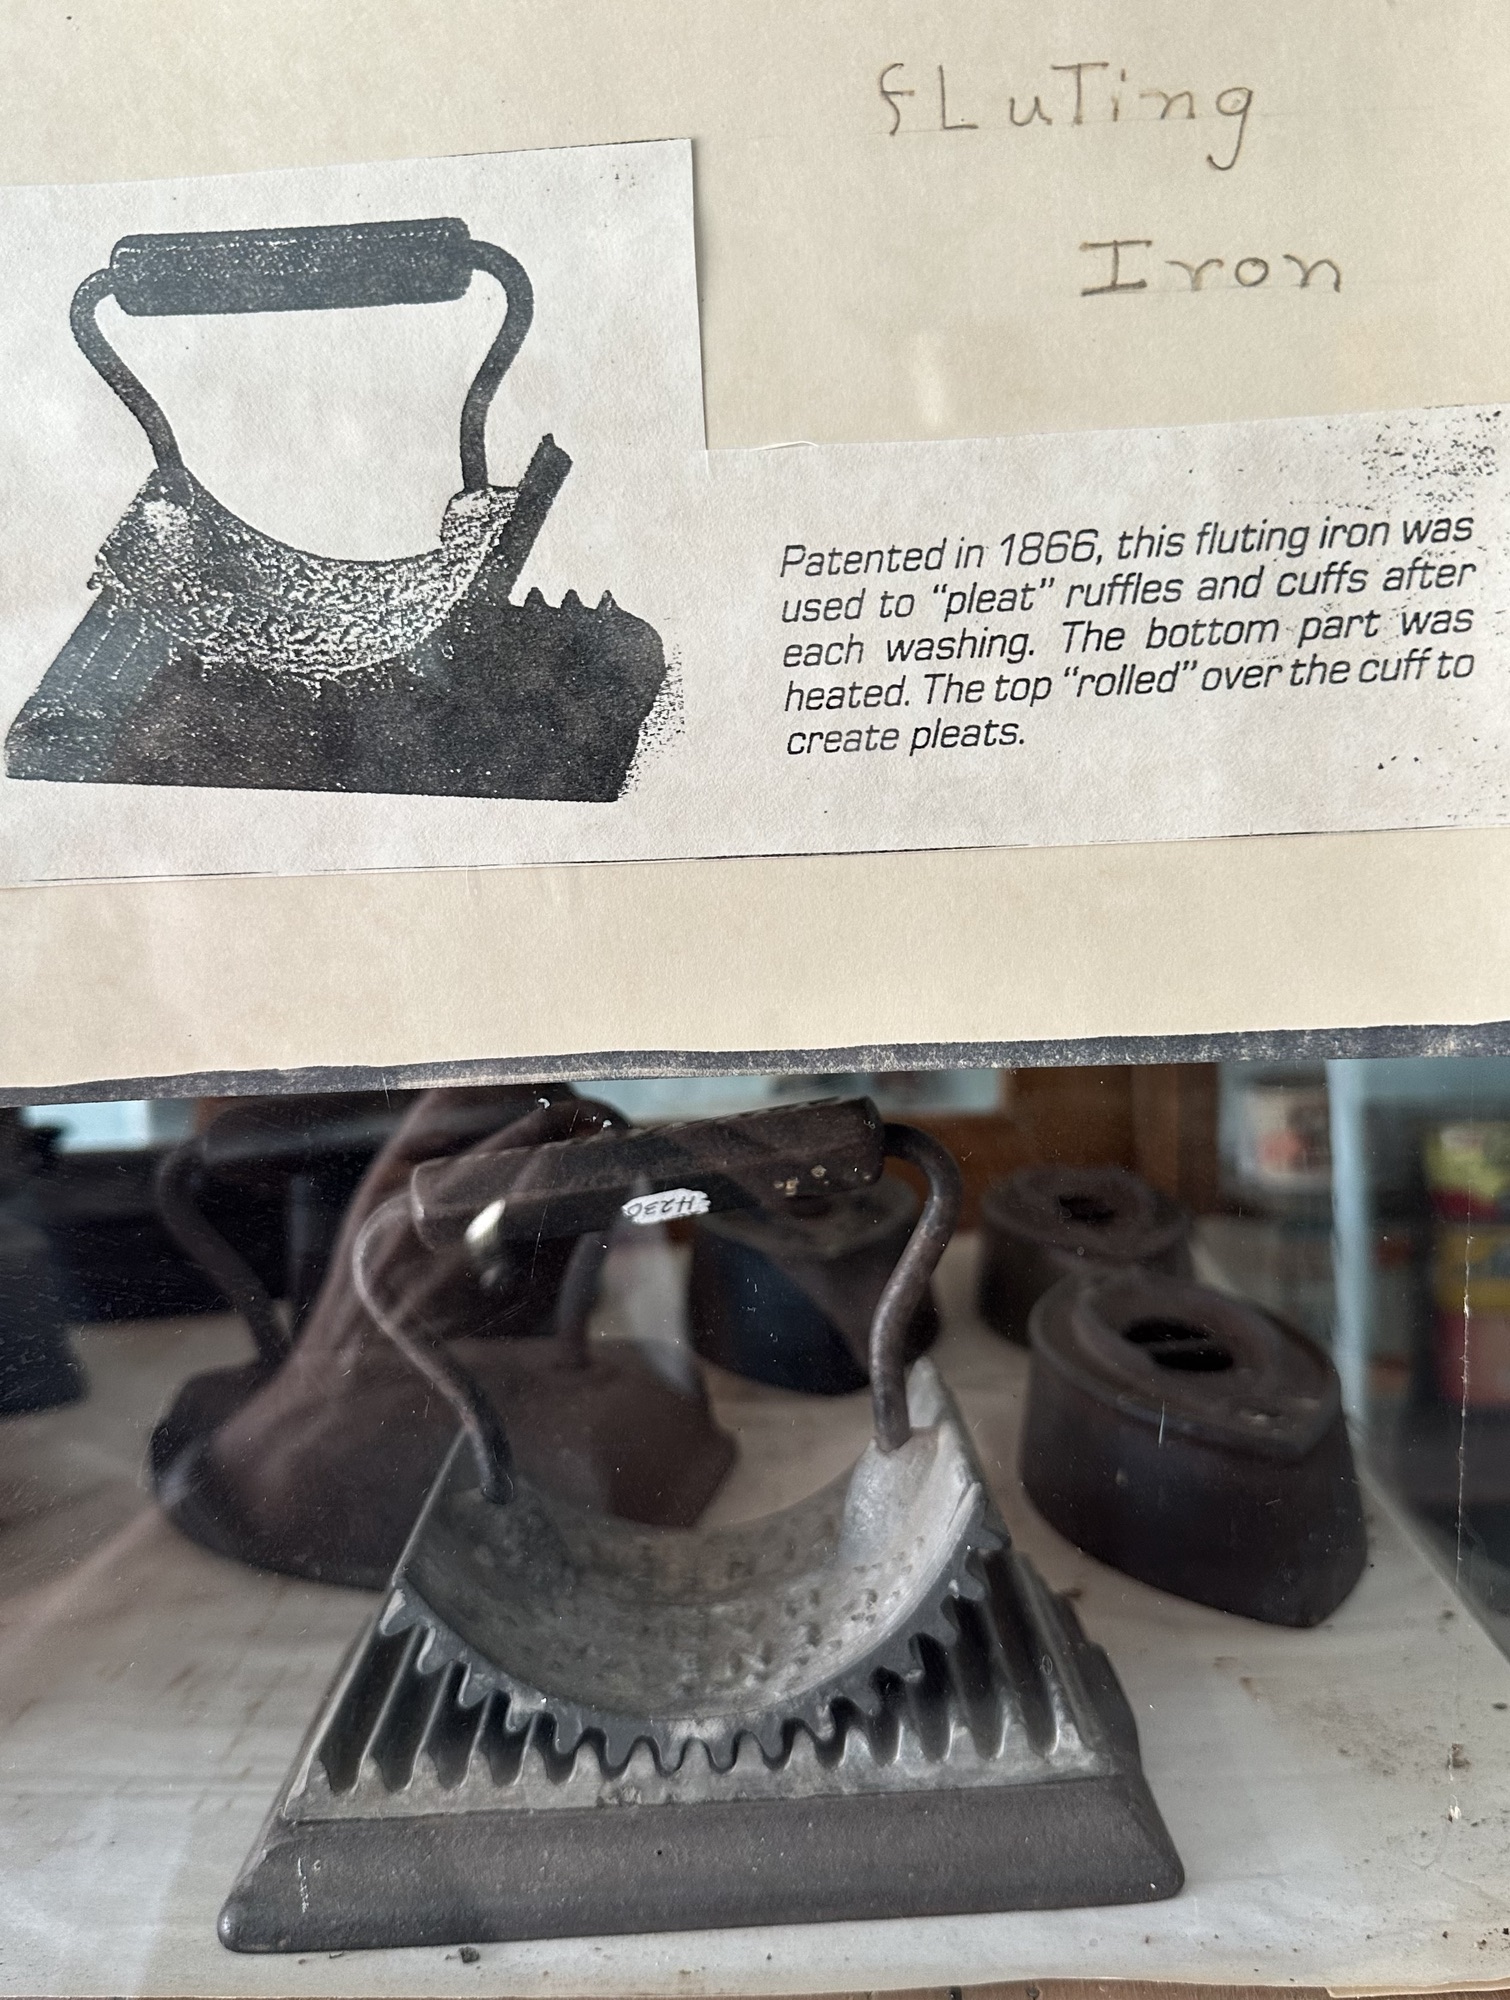 fLuTing
Iron
Patented in 1866, this fluting iron was
used to "pleat" ruffles and cuffs after
each washing. The bottom part was
heated. The top "rolled" over the cuff to
create pleats.
H230